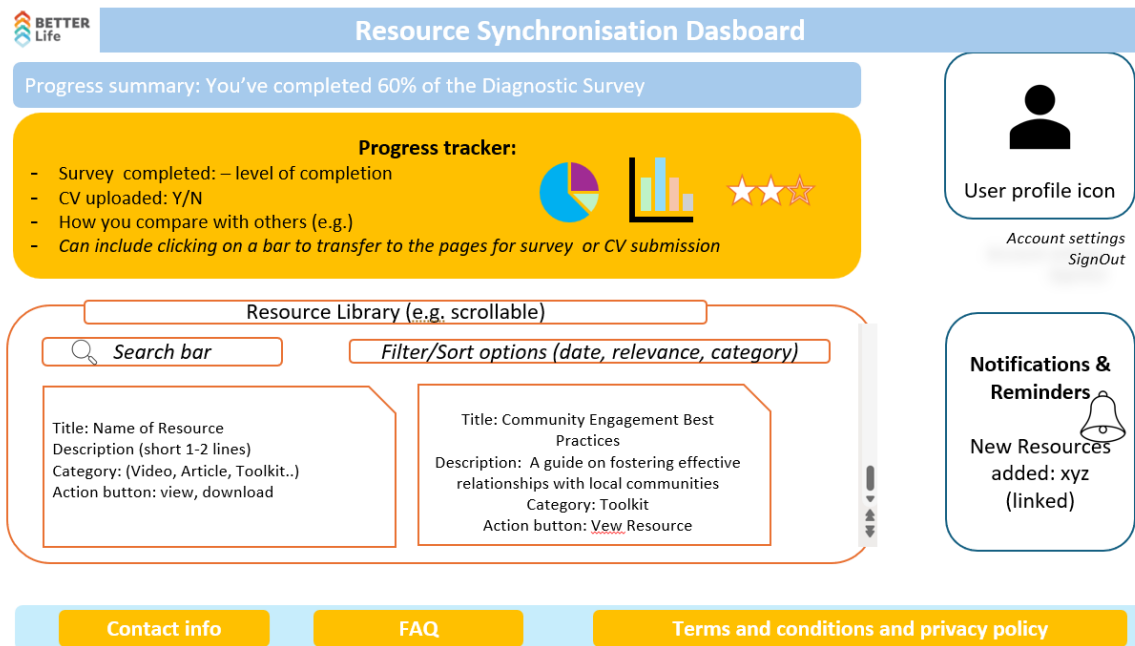 BETTER
Life
Resource Synchronisation Dasboard
Progress summary: You've completed 60% of the Diagnostic Survey
Progress tracker:
- Survey completed: – level of completion
- CV uploaded: Y/N
- How you compare with others (e.g.)
- Can include clicking on a bar to transfer to the pages for survey or CV submission
User profile icon
Account settings
SignOut
Resource Library (e.g. scrollable)
Search bar
Filter/Sort options (date, relevance, category)
Title: Name of Resource
Description (short 1-2 lines)
Category: (Video, Article, Toolkit..)
Action button: view, download
Title: Community Engagement Best
Practices
Description: A guide on fostering effective
relationships with local communities
Category: Toolkit
Action button: Vew Resource
Notifications &
Reminders
New Resources
added: xyz
(linked)
Contact info
FAQ
Terms and conditions and privacy policy